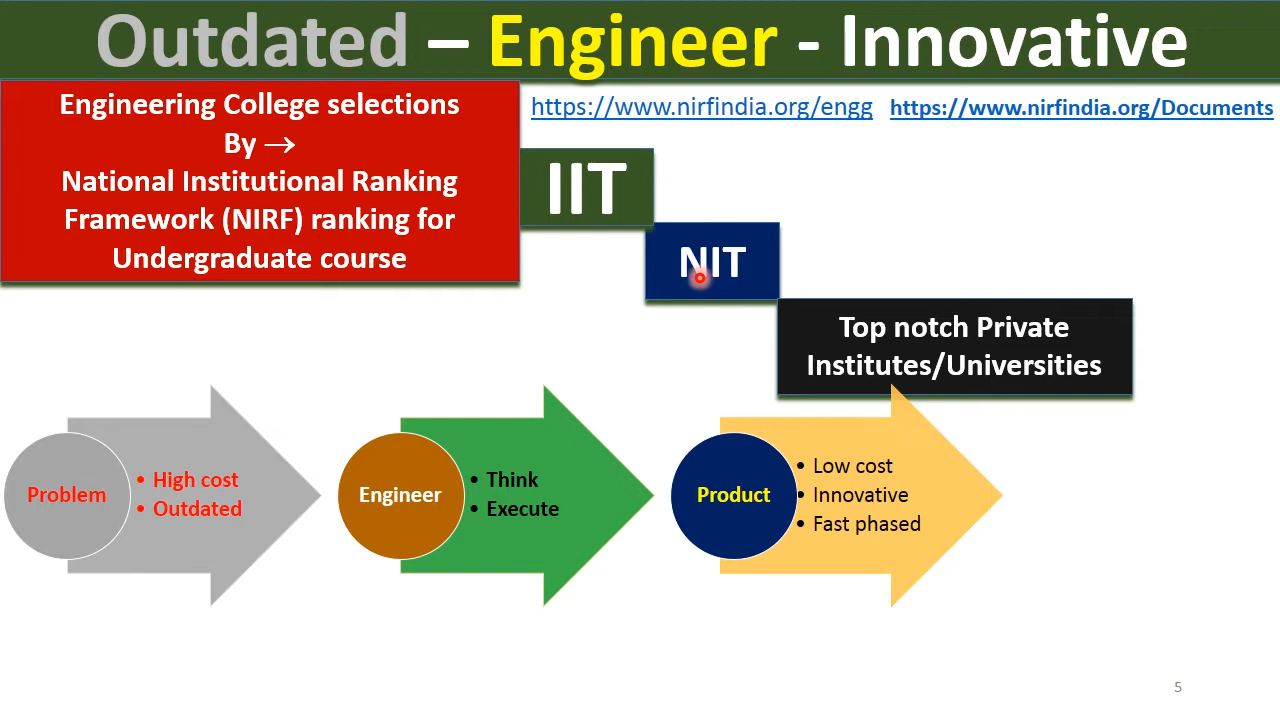 Outdated – Engineer - Innovative
Engineering College selections
By →
National Institutional Ranking
Framework (NIRF) ranking for
Undergraduate course
https://www.nirfindia.org/engg
https://www.nirfindia.org/Documents
IIT
NIT
Top notch Private
Institutes/Universities
Problem
• High cost
• Outdated
Engineer
• Think
• Execute
Product
• Low cost
• Innovative
• Fast phased
5